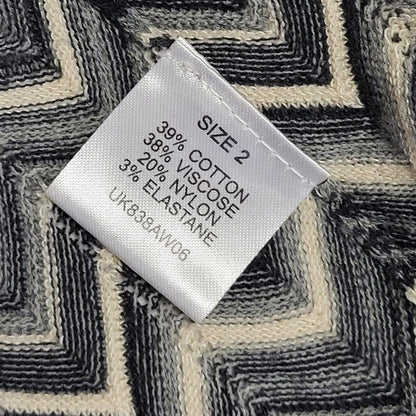 SIZE 2
39% COTTON
38% VISCOSE
20% NYLON
3% ELASTANE
UK838AW06